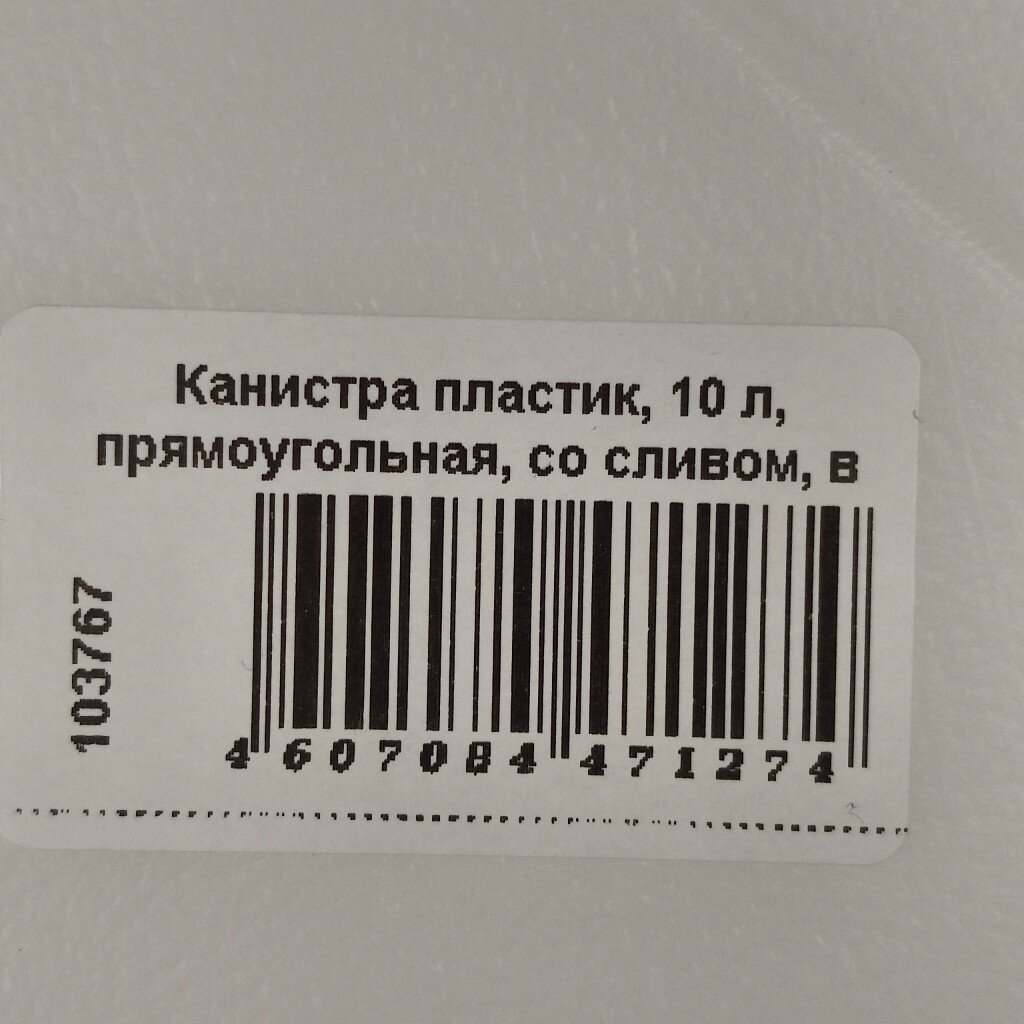 Канистра пластик, 10 л,
прямоугольная, со сливом, в
103767
4 607084 471274